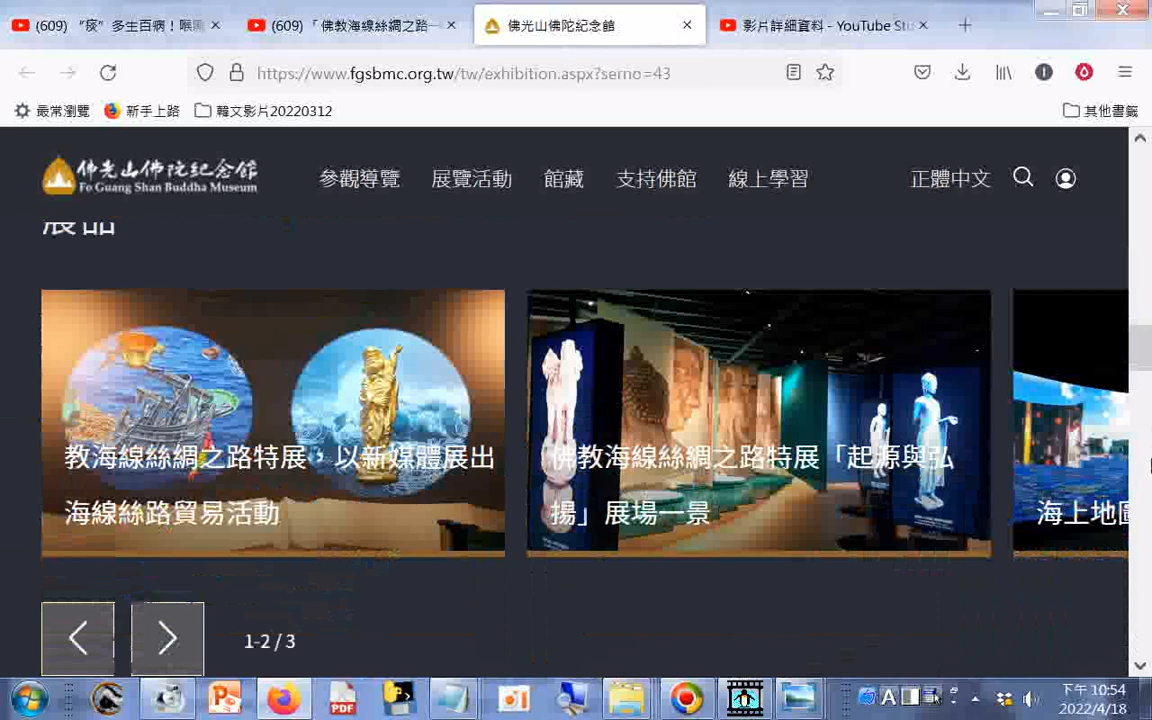 (609) “痰”多生百病！
(609) 「佛教海線絲綢之路
佛光山佛陀紀念館
影片詳細資料 - YouTube Stu
https://www.fgsbmc.org.tw/tw/exhibition.aspx?serno=43
最常瀏覽 新手上路 韓文影片20220312 其他書籤
佛光山佛陀紀念館
Fo Guang Shan Buddha Museum
參觀導覽 展覽活動 館藏 支持佛館 線上學習 正體中文
展品
教海線絲綢之路特展，以新媒體展出
海線絲路貿易活動
佛教海線絲綢之路特展「起源與弘
揚」展場一景
海上地圖
1-2 / 3
PDF
A
下午 10:54
2022/4/18